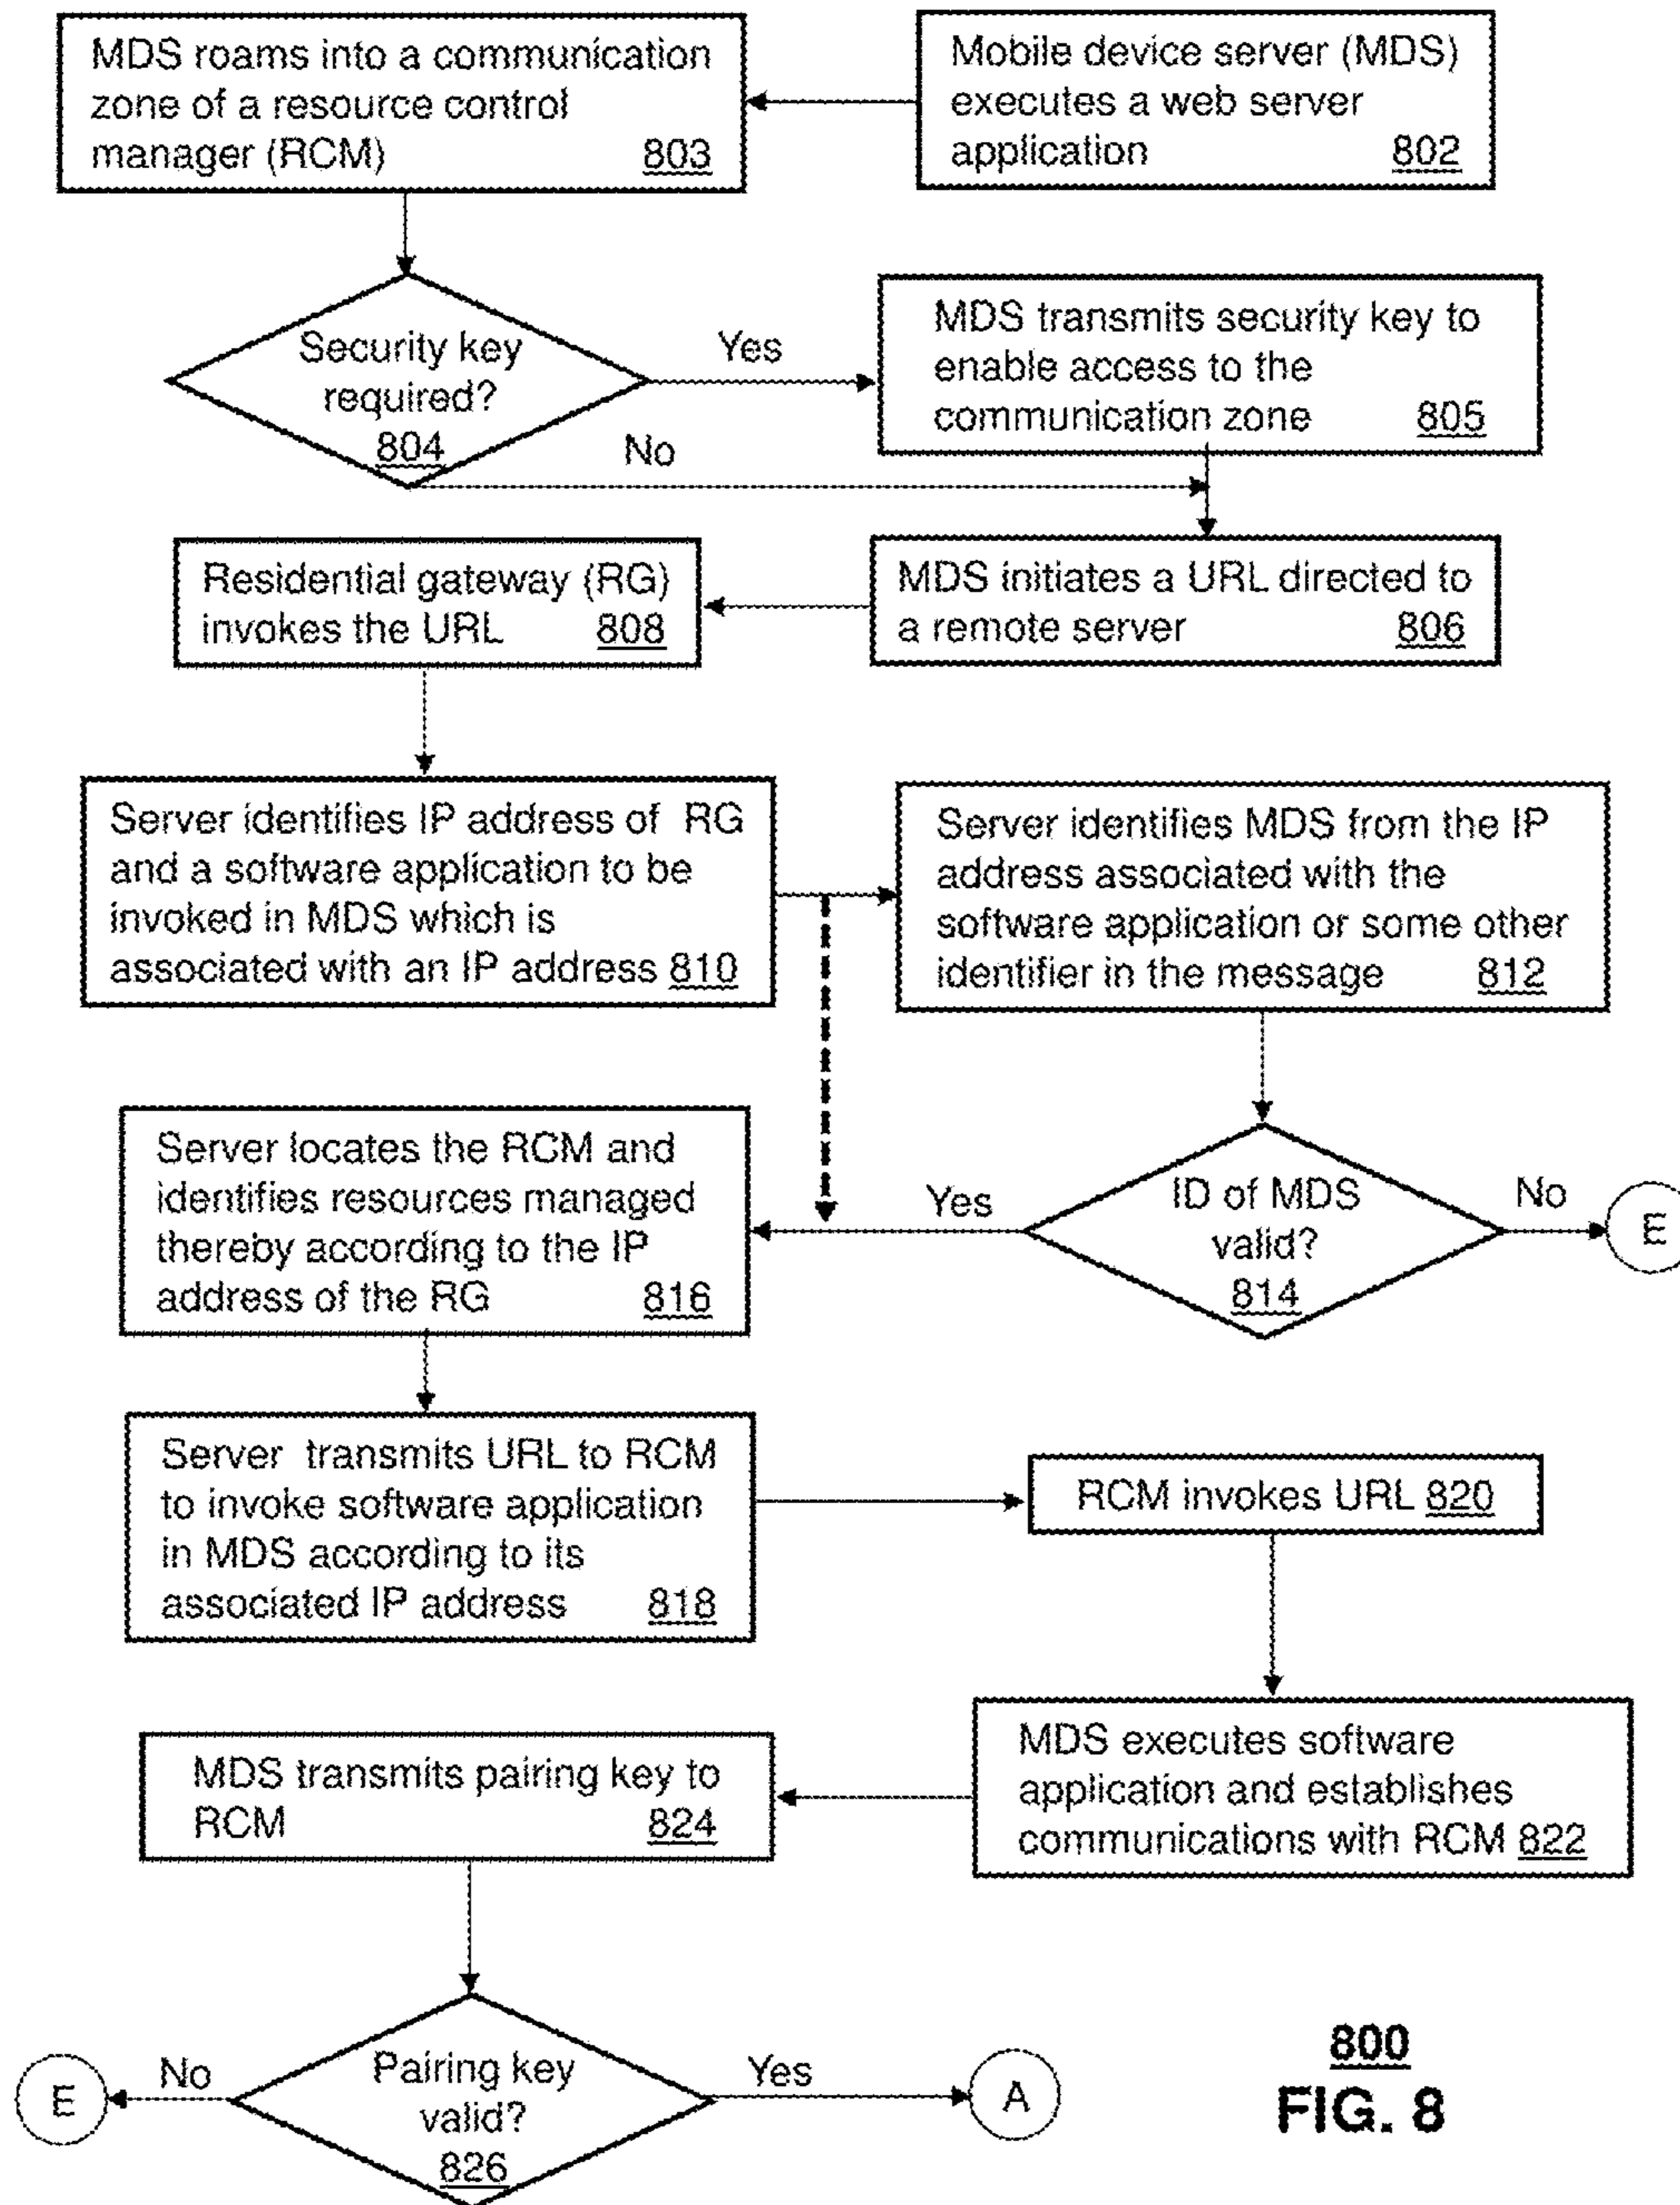 MDS roams into a communication
zone of a resource control
manager (RCM) 803
Mobile device server (MDS)
executes a web server
application 802
Security key
required?
804
Yes
No
MDS transmits security key to
enable access to the
communication zone 805
Residential gateway (RG)
invokes the URL 808
MDS initiates a URL directed to
a remote server 806
Server identifies IP address of RG
and a software application to be
invoked in MDS which is
associated with an IP address 810
Server identifies MDS from the IP
address associated with the
software application or some other
identifier in the message 812
Server locates the RCM and
identifies resources managed
thereby according to the IP
address of the RG 816
Yes
ID of MDS
valid?
814
No
E
Server transmits URL to RCM
to invoke software application
in MDS according to its
associated IP address 818
RCM invokes URL 820
MDS transmits pairing key to
RCM 824
MDS executes software
application and establishes
communications with RCM 822
E
No
Pairing key
valid?
826
Yes
A
800
FIG. 8